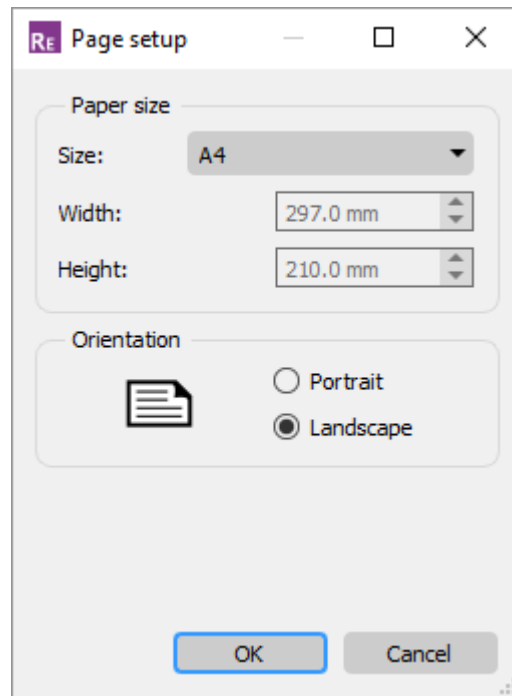 RE Page setup
Paper size
Size: A4
Width: 297.0 mm
Height: 210.0 mm
Orientation
Portrait
Landscape
OK Cancel